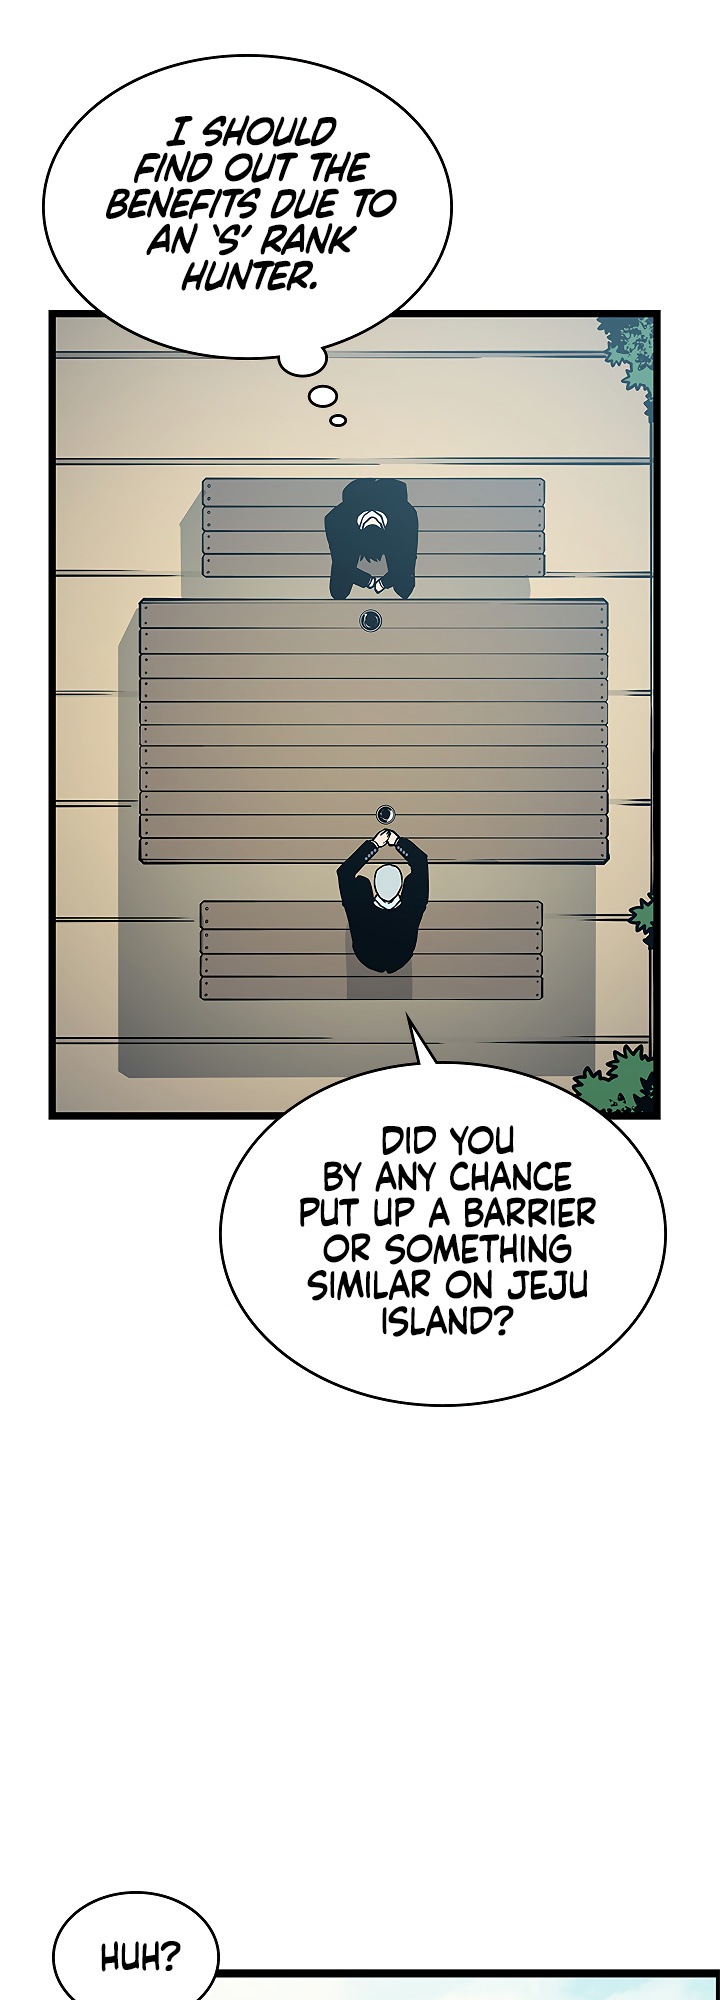 I SHOULD
FIND OUT THE
BENEFITS DUE TO
AN 'S' RANK
HUNTER.
DID YOU
BY ANY CHANCE
PUT UP A BARRIER
OR SOMETHING
SIMILAR ON JEJU
ISLAND?
HUH?